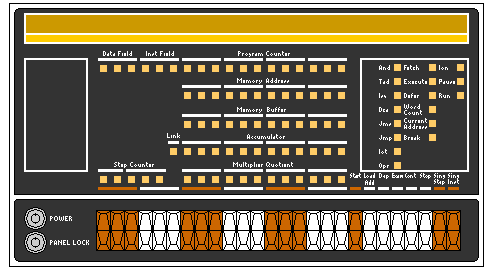 Data Field Inst Field Program Counter
Memory Address
Memory Buffer
Link Accumulator
Step Counter Multiplier Quotient
And Fetch Ion
Tad Execute Pause
Isz Defer Run
Dca Word Count
Jms Current Address
Jmp Break
Iot
Opr
Start Load Add Dep Exam Cont Stop Sing Step Sing Inst
POWER
PANEL LOCK